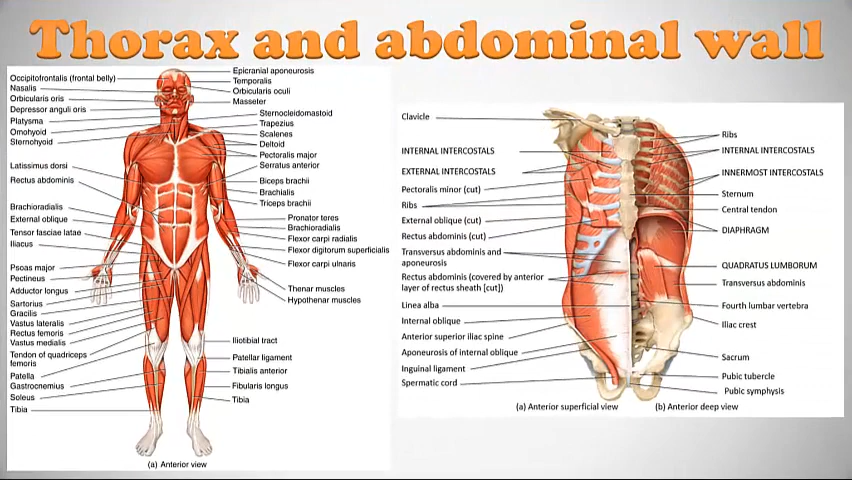 Thorax and abdominal wall
Occipitofrontalis (frontal belly)
Nasalis
Orbicularis oris
Depressor anguli oris
Platysma
Omohyoid
Sternohyoid
Latissimus dorsi
Rectus abdominis
Brachioradialis
External oblique
Tensor fasciae latae
Iliacus
Psoas major
Pectineus
Adductor longus
Sartorius
Gracilis
Vastus lateralis
Rectus femoris
Vastus medialis
Tendon of quadriceps
femoris
Patella
Gastrocnemius
Soleus
Tibia
Epicranial aponeurosis
Temporalis
Orbicularis oculi
Masseter
Sternocleidomastoid
Trapezius
Scalenes
Deltoid
Pectoralis major
Serratus anterior
Biceps brachii
Brachialis
Triceps brachii
Pronator teres
Brachioradialis
Flexor carpi radialis
Flexor digitorum superficialis
Flexor carpi ulnaris
Thenar muscles
Hypothenar muscles
Iliotibial tract
Patellar ligament
Tibialis anterior
Fibularis longus
Tibia
(a) Anterior view
Clavicle
INTERNAL INTERCOSTALS
EXTERNAL INTERCOSTALS
Pectoralis minor (cut)
Ribs
External oblique (cut)
Rectus abdominis (cut)
Transversus abdominis and
aponeurosis
Rectus abdominis (covered by anterior
layer of rectus sheath [cut])
Linea alba
Internal oblique
Anterior superior iliac spine
Aponeurosis of internal oblique
Inguinal ligament
Spermatic cord
Ribs
INTERNAL INTERCOSTALS
INNERMOST INTERCOSTALS
Sternum
Central tendon
DIAPHRAGM
QUADRATUS LUMBORUM
Transversus abdominis
Fourth lumbar vertebra
Iliac crest
Sacrum
Pubic tubercle
Pubic symphysis
(a) Anterior superficial view
(b) Anterior deep view